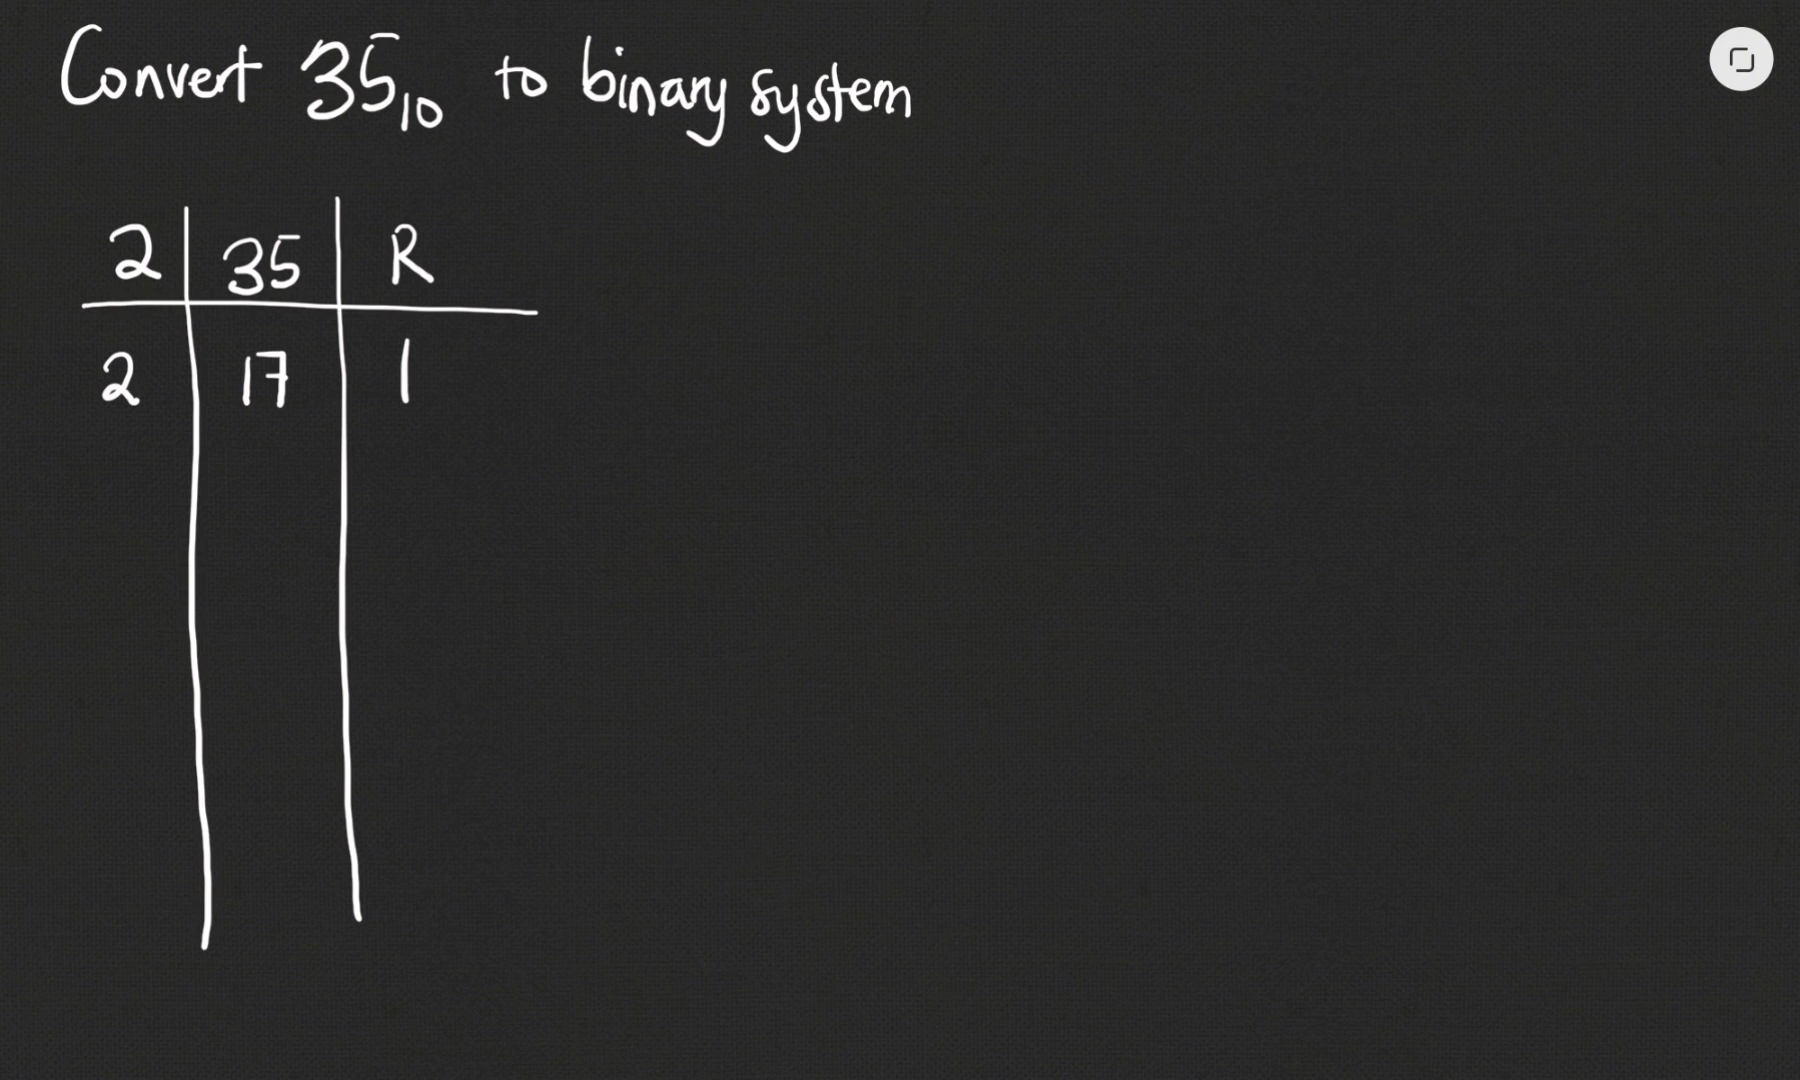 Convert 35₁₀ to binary system
2 | 35 | R
2 | 17 | 1